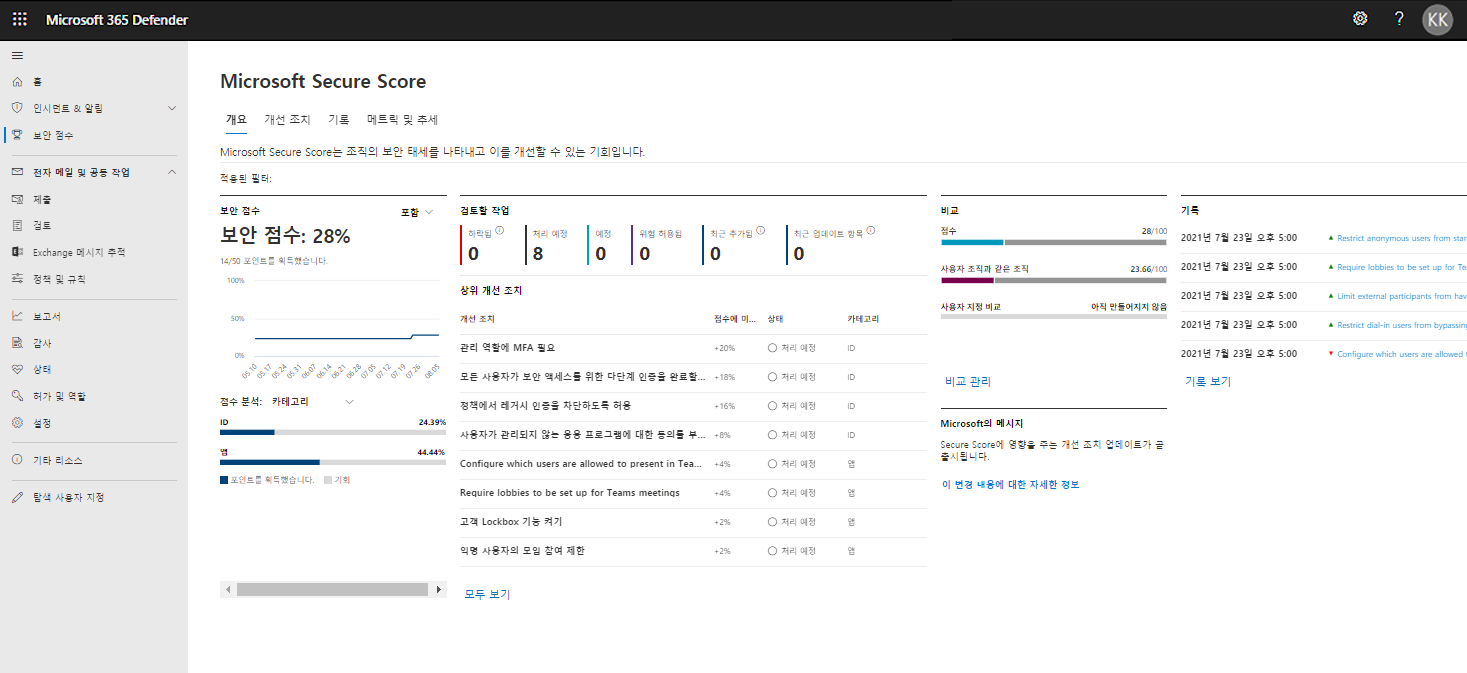 Microsoft 365 Defender
?
KK
홈
인시던트 & 알림
보안 점수
전자 메일 및 공동 작업
제출
검토
Exchange 메시지 추적
정책 및 규칙
보고서
감사
상태
허가 및 역할
설정
기타 리소스
탐색 사용자 지정
Microsoft Secure Score
개요 개선 조치 기록 메트릭 및 추세
Microsoft Secure Score는 조직의 보안 태세를 나타내고 이를 개선할 수 있는 기회입니다.
적용된 필터:
보안 점수 포함
보안 점수: 28%
14/50 포인트를 획득했습니다.
100%
50%
0%
05.10 05.17 05.24 05.31 06.07 06.14 06.21 06.28 07.05 07.12 07.19 07.26 08.05
점수 분석: 카테고리
ID 24.39%
앱 44.44%
포인트를 획득했습니다. 기회
검토할 작업
하락됨 처리 예정 예정 위험 허용됨 최근 추가됨 최근 업데이트 항목
0 8 0 0 0 0
상위 개선 조치
개선 조치 점수에 미... 상태 카테고리
관리 역할에 MFA 필요 +20% 처리 예정 ID
모든 사용자가 보안 액세스를 위한 다단계 인증을 완료할... +18% 처리 예정 ID
정책에서 레거시 인증을 차단하도록 허용 +16% 처리 예정 ID
사용자가 관리되지 않는 응용 프로그램에 대한 동의를 부... +8% 처리 예정 ID
Configure which users are allowed to present in Tea... +4% 처리 예정 앱
Require lobbies to be set up for Teams meetings +4% 처리 예정 앱
고객 Lockbox 기능 켜기 +2% 처리 예정 앱
익명 사용자의 모임 참여 제한 +2% 처리 예정 앱
모두 보기
비교
점수 28/100
사용자 조직과 같은 조직 23.66/100
사용자 지정 비교 아직 만들어지지 않음
비교 관리
Microsoft의 메시지
Secure Score에 영향을 주는 개선 조치 업데이트가 곧
출시됩니다.
이 변경 내용에 대한 자세한 정보
기록
2021년 7월 23일 오후 5:00 Restrict anonymous users from star
2021년 7월 23일 오후 5:00 Require lobbies to be set up for Te
2021년 7월 23일 오후 5:00 Limit external participants from hav
2021년 7월 23일 오후 5:00 Restrict dial-in users from bypassing
2021년 7월 23일 오후 5:00 Configure which users are allowed t
기록 보기